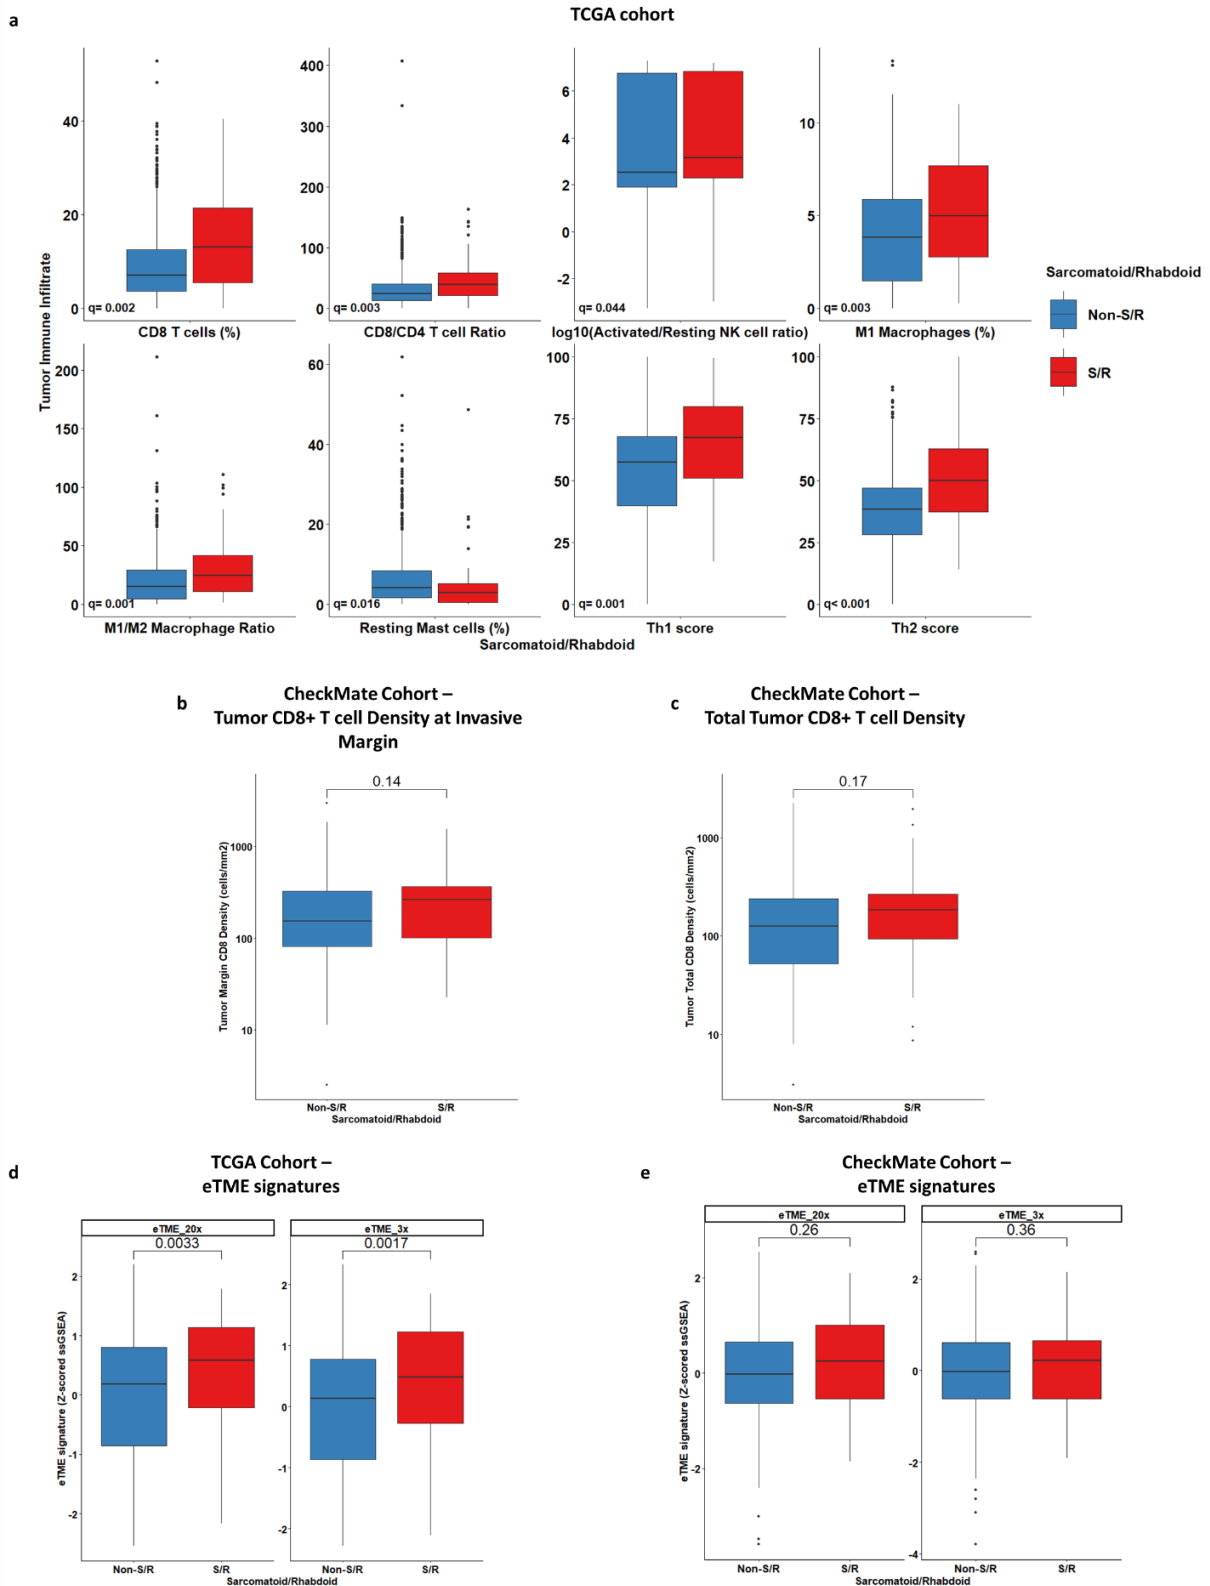 a
TCGA cohort
Tumor Immune Infiltrate
40
20
0
q= 0.002
CD8 T cells (%)
400
300
200
100
0
q= 0.003
CD8/CD4 T cell Ratio
6
4
2
0
-2
q= 0.044
log10(Activated/Resting NK cell ratio)
10
5
0
q= 0.003
M1 Macrophages (%)
Sarcomatoid/Rhabdoid
Non-S/R
S/R
200
150
100
50
0
q= 0.001
M1/M2 Macrophage Ratio
60
40
20
0
q= 0.016
Resting Mast cells (%)
100
75
50
25
0
q= 0.001
Th1 score
100
75
50
25
0
q< 0.001
Th2 score
Sarcomatoid/Rhabdoid
b
CheckMate Cohort –
Tumor CD8+ T cell Density at Invasive
Margin
0.14
Tumor Margin CD8 Density (cells/mm2)
1000
100
10
Non-S/R
S/R
Sarcomatoid/Rhabdoid
c
CheckMate Cohort –
Total Tumor CD8+ T cell Density
0.17
Tumor Total CD8 Density (cells/mm2)
1000
100
10
Non-S/R
S/R
Sarcomatoid/Rhabdoid
d
TCGA Cohort –
eTME signatures
eTME signature (Z-scored ssGSEA)
eTME_20x
0.0033
2
1
0
-1
-2
Non-S/R
S/R
eTME_3x
0.0017
2
1
0
-1
-2
Non-S/R
S/R
Sarcomatoid/Rhabdoid
e
CheckMate Cohort –
eTME signatures
eTME signature (Z-scored ssGSEA)
eTME_20x
0.26
2
0
-2
Non-S/R
S/R
eTME_3x
0.36
2
0
-2
-4
Non-S/R
S/R
Sarcomatoid/Rhabdoid